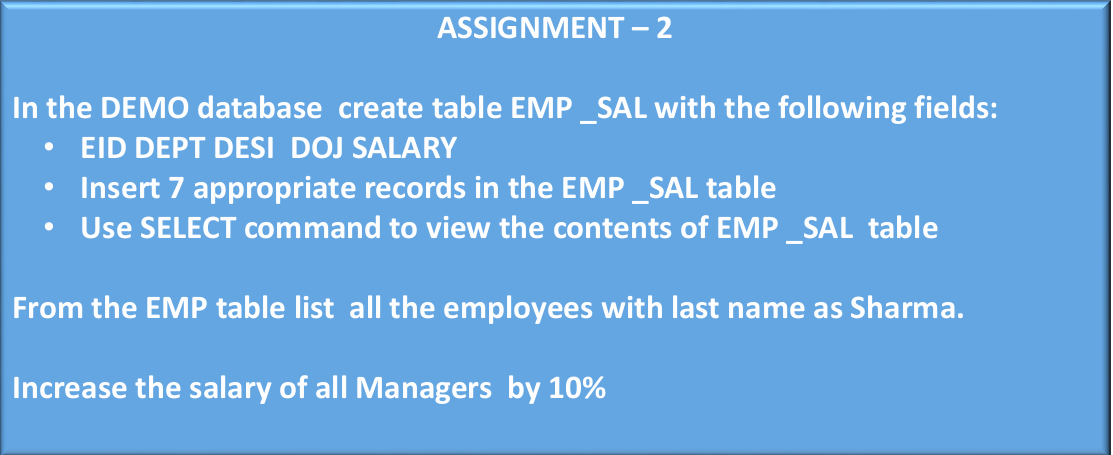 ASSIGNMENT – 2
In the DEMO database  create table EMP _SAL with the following fields:
• EID DEPT DESI  DOJ SALARY
• Insert 7 appropriate records in the EMP _SAL table
• Use SELECT command to view the contents of EMP _SAL  table
From the EMP table list  all the employees with last name as Sharma.
Increase the salary of all Managers  by 10%